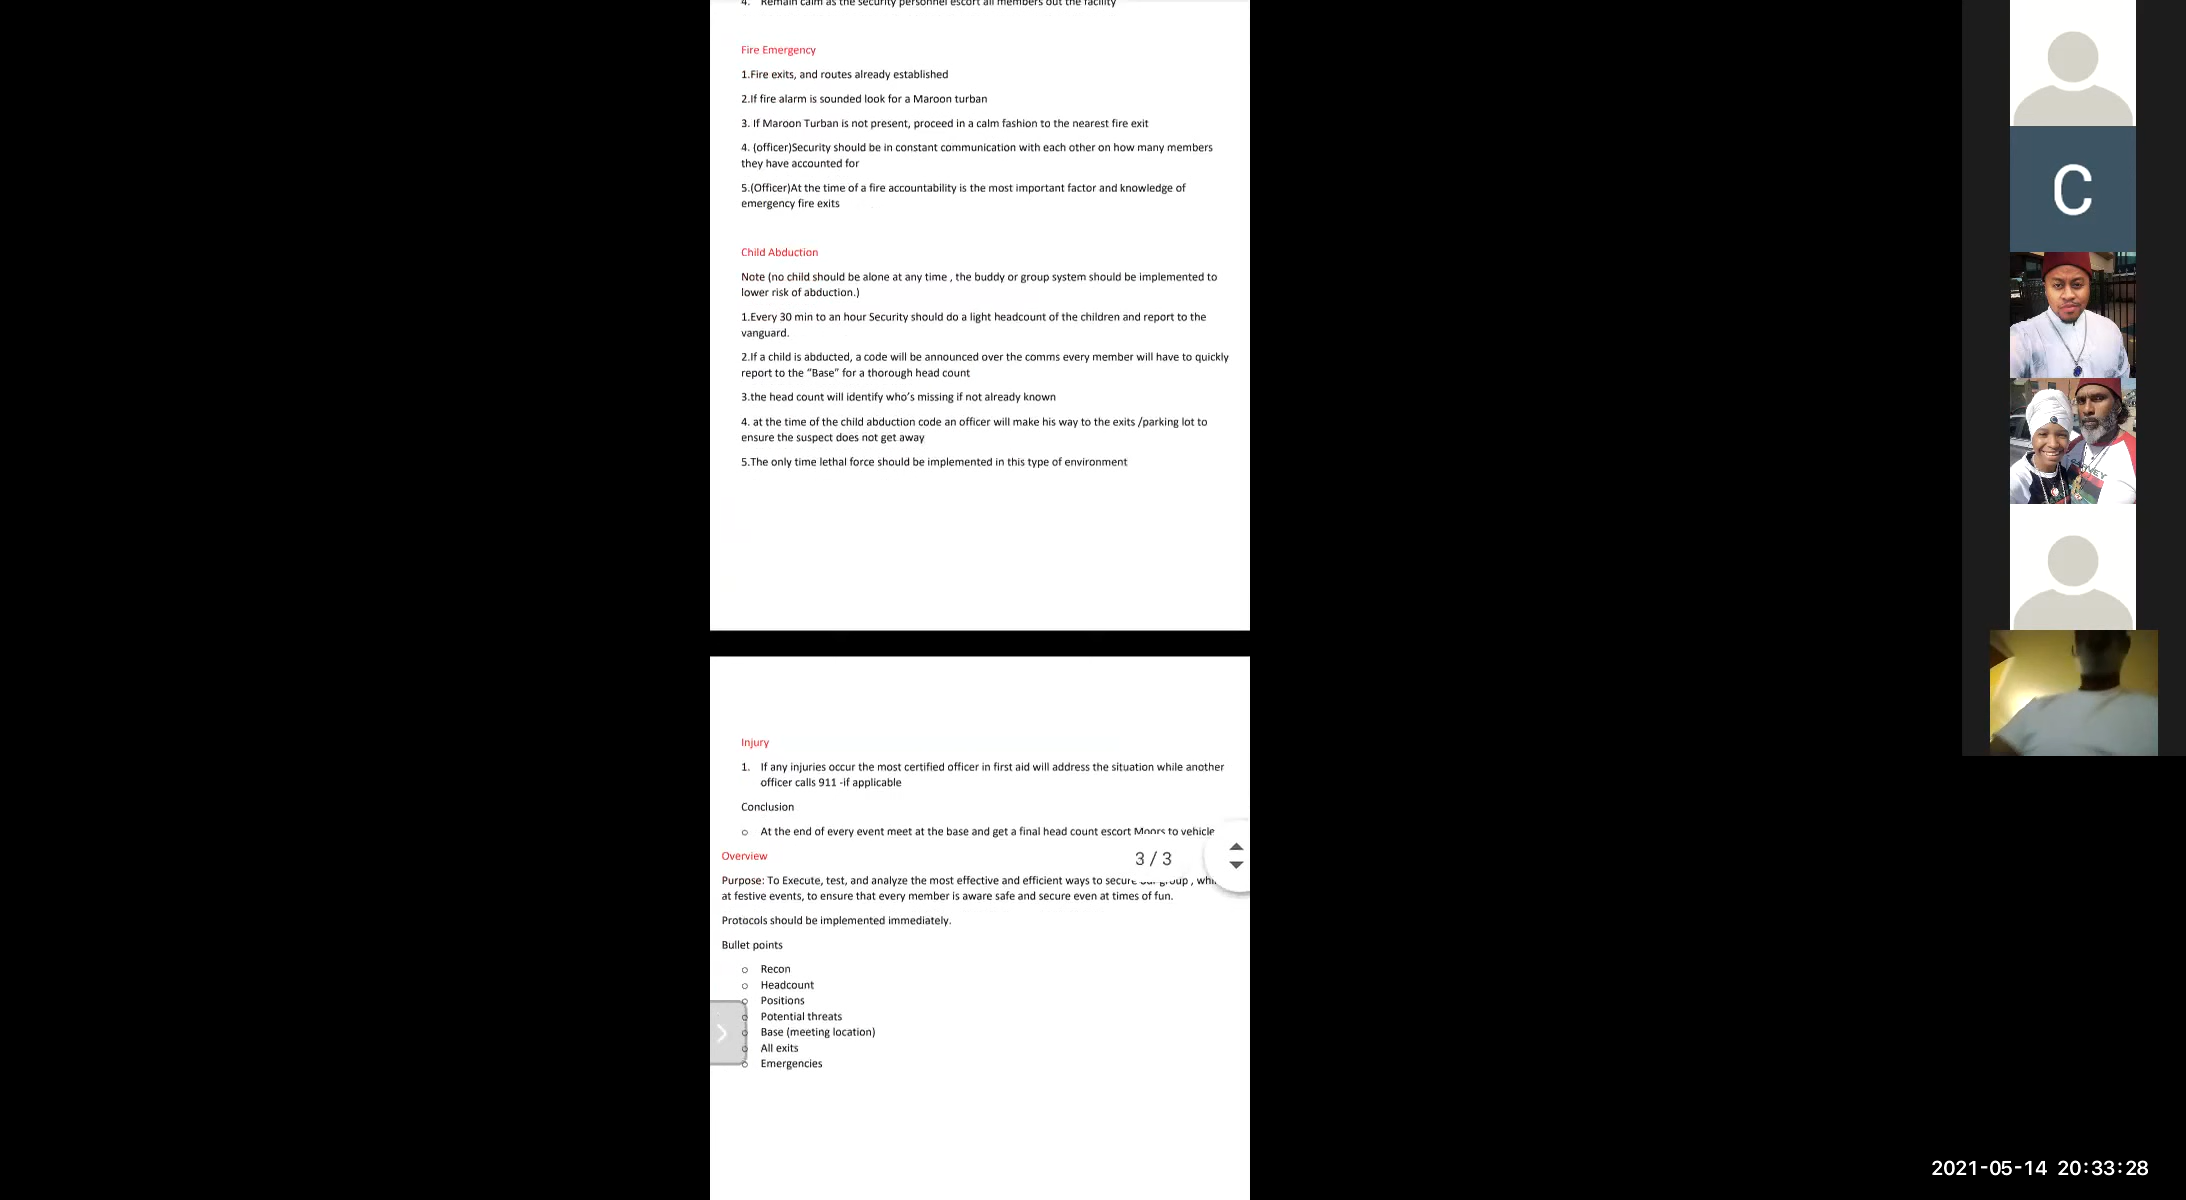 4. Remain calm as the security personnel escort all members out the facility
Fire Emergency
1.Fire exits, and routes already established
2.If fire alarm is sounded look for a Maroon turban
3. If Maroon Turban is not present, proceed in a calm fashion to the nearest fire exit
4. (officer)Security should be in constant communication with each other on how many members
they have accounted for
5.(Officer)At the time of a fire accountability is the most important factor and knowledge of
emergency fire exits
Child Abduction
Note (no child should be alone at any time , the buddy or group system should be implemented to
lower risk of abduction.)
1.Every 30 min to an hour Security should do a light headcount of the children and report to the
vanguard.
2.If a child is abducted, a code will be announced over the comms every member will have to quickly
report to the “Base” for a thorough head count
3.the head count will identify who’s missing if not already known
4. at the time of the child abduction code an officer will make his way to the exits /parking lot to
ensure the suspect does not get away
5.The only time lethal force should be implemented in this type of environment
Injury
1. If any injuries occur the most certified officer in first aid will address the situation while another
officer calls 911 -if applicable
Conclusion
o At the end of every event meet at the base and get a final head count escort Moors to vehicle
Overview
3 / 3
Purpose: To Execute, test, and analyze the most effective and efficient ways to secure our group ,
at festive events, to ensure that every member is aware safe and secure even at times of fun.
Protocols should be implemented immediately.
Bullet points
o Recon
o Headcount
o Positions
o Potential threats
o Base (meeting location)
o All exits
o Emergencies
C
2021-05-14 20:33:28